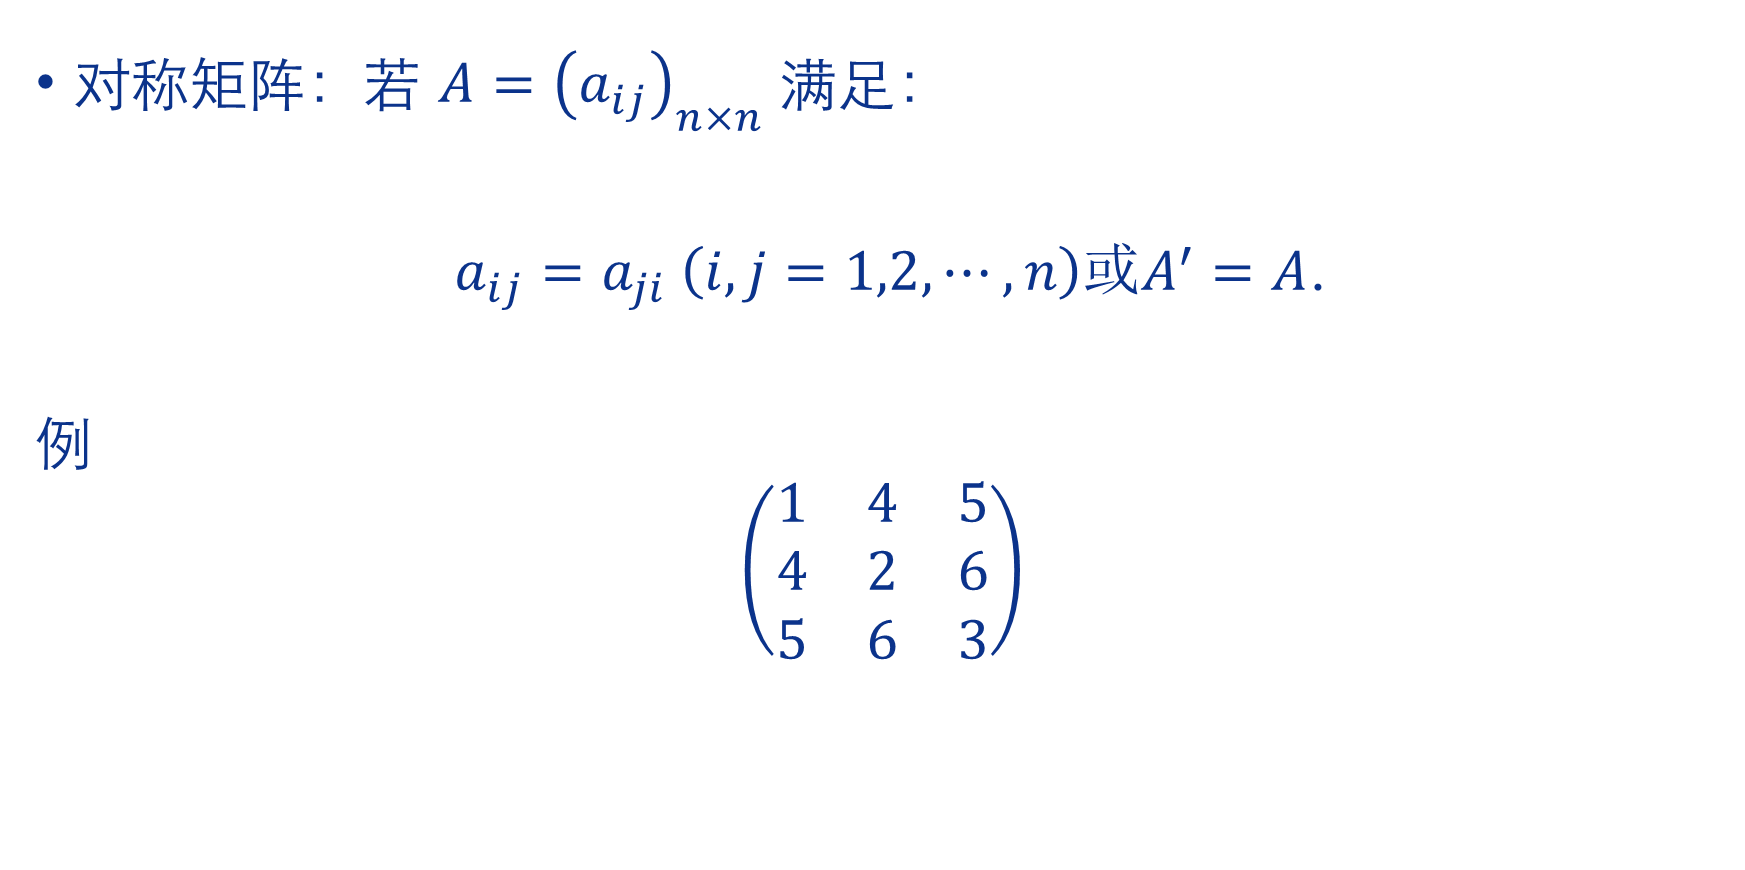 • 对称矩阵：若 $A = (a_{ij})_{n×n}$ 满足：
$a_{ij} = a_{ji}$ $(i, j = 1,2, ⋯ , n)$或$A' = A.$
例
1 4 5
4 2 6
5 6 3